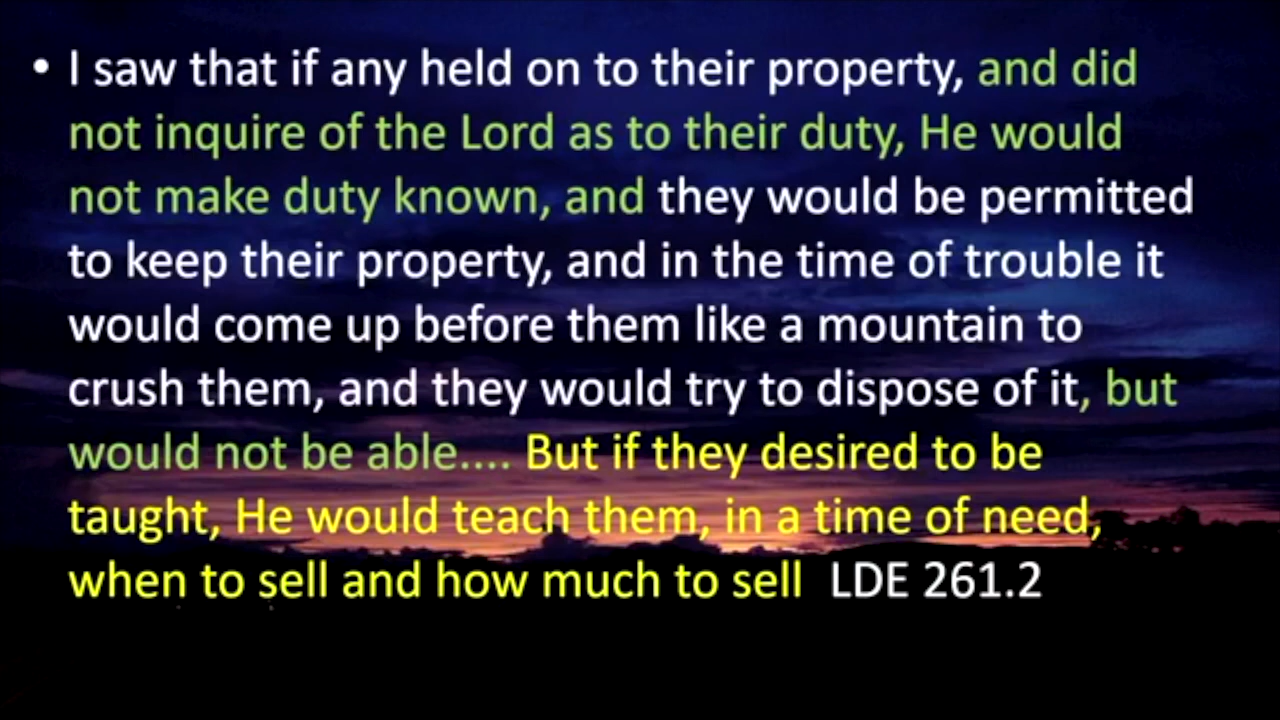 • I saw that if any held on to their property, and did
not inquire of the Lord as to their duty, He would
not make duty known, and they would be permitted
to keep their property, and in the time of trouble it
would come up before them like a mountain to
crush them, and they would try to dispose of it, but
would not be able.... But if they desired to be
taught, He would teach them, in a time of need,
when to sell and how much to sell  LDE 261.2